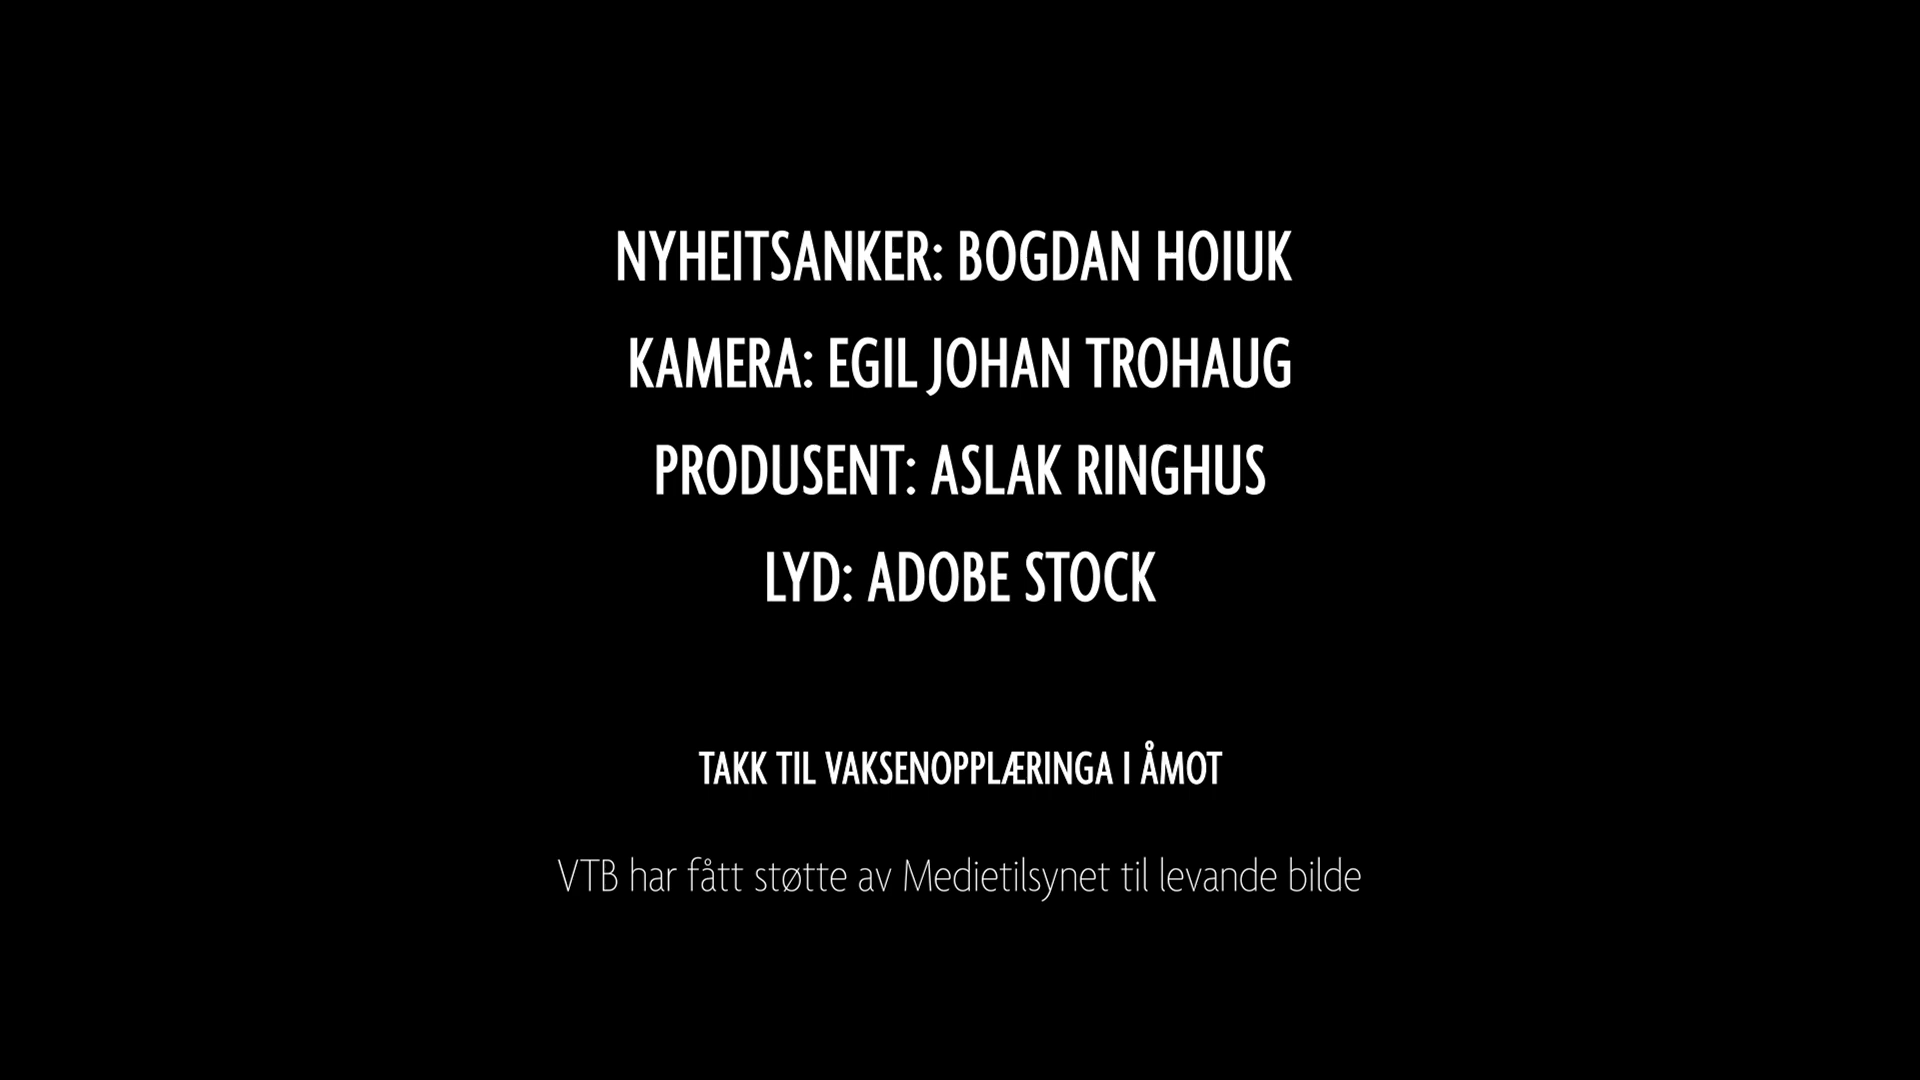 NYHEITSANKER: BOGDAN HOIUK
KAMERA: EGIL JOHAN TROHAUG
PRODUSENT: ASLAK RINGHUS
LYD: ADOBE STOCK
TAKK TIL VAKSENOPPLÆRINGA I ÅMOT
VTB har fått støtte av Medietilsynet til levande bilde